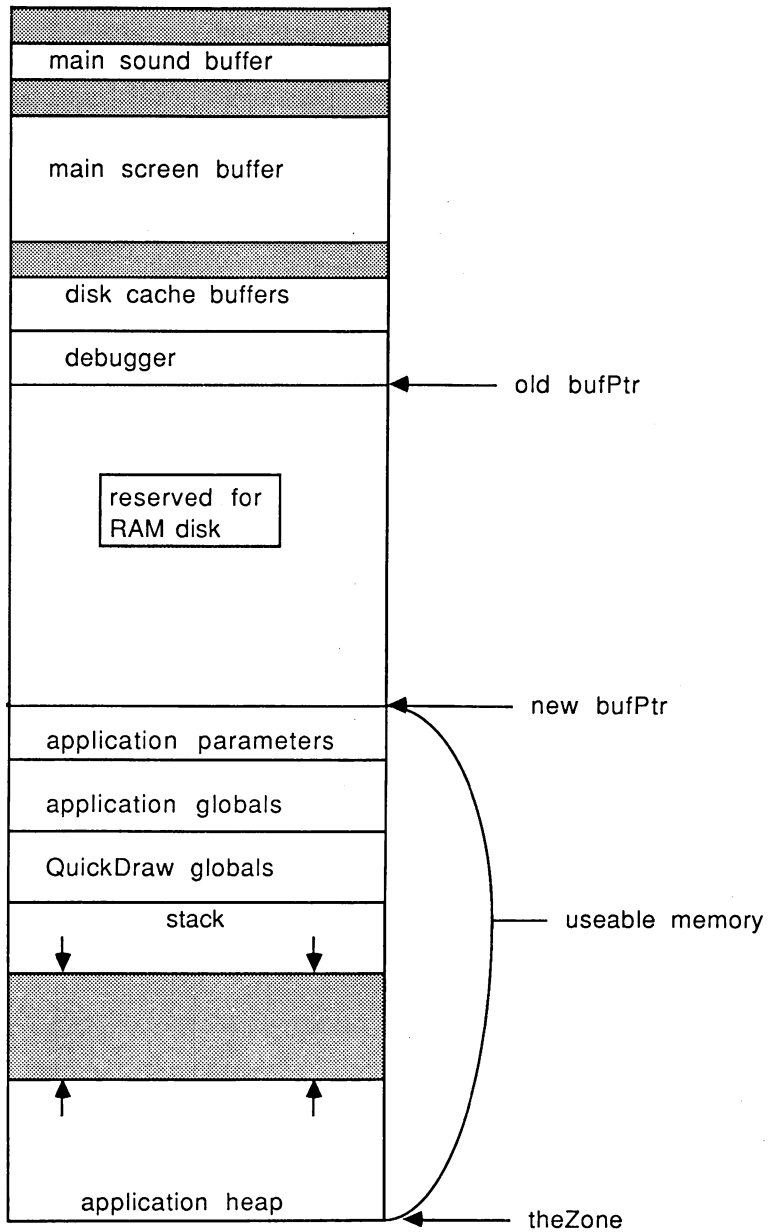 main sound buffer
main screen buffer
disk cache buffers
debugger
old bufPtr
reserved for
RAM disk
new bufPtr
application parameters
application globals
QuickDraw globals
stack
useable memory
application heap
theZone